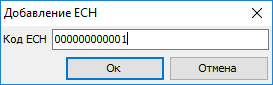 Добавление ЕСН
Код ЕСН 000000000001
Ок Отмена